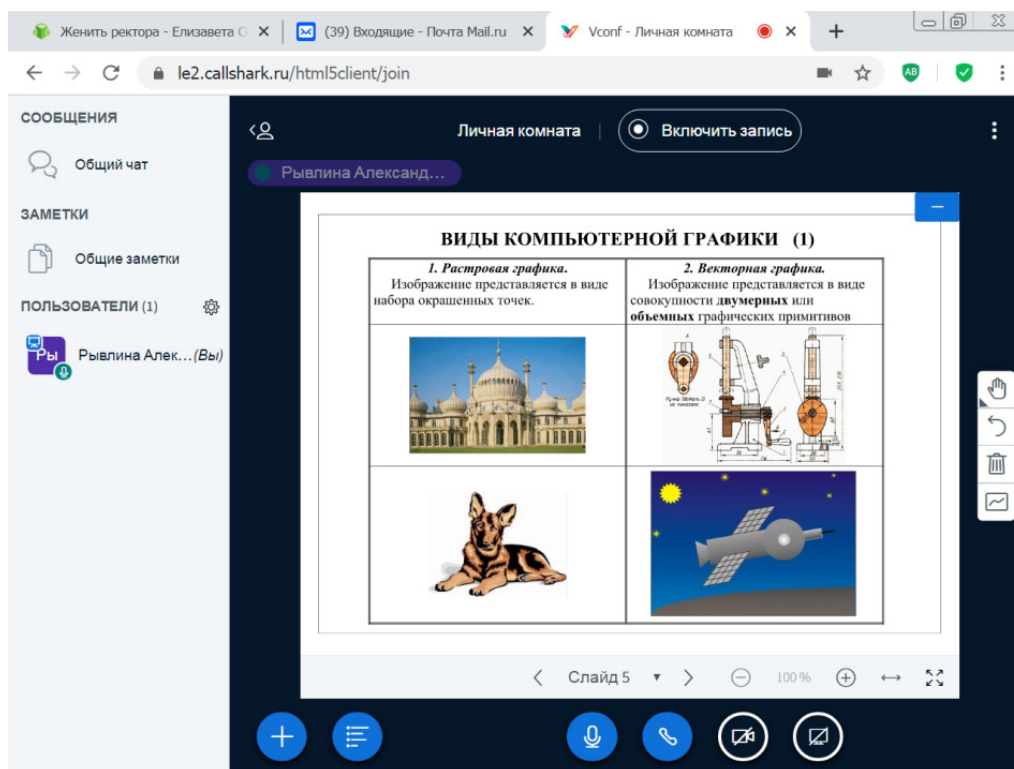 Женить ректора - Елизавета С
(39) Входящие - Почта Mail.ru
Vconf - Личная комната
le2.callshark.ru/html5client/join
AB
СООБЩЕНИЯ
Общий чат
ЗАМЕТКИ
Общие заметки
ПОЛЬЗОВАТЕЛИ (1)
Ры
Рывлина Алек... (Вы)
Личная комната
Включить запись
Рывлина Александ...
ВИДЫ КОМПЬЮТЕРНОЙ ГРАФИКИ (1)
1. Растровая графика.
Изображение представляется в виде
набора окрашенных точек.
2. Векторная графика.
Изображение представляется в виде
совокупности двумерных или
объемных графических примитивов
Слайд 5
100 %